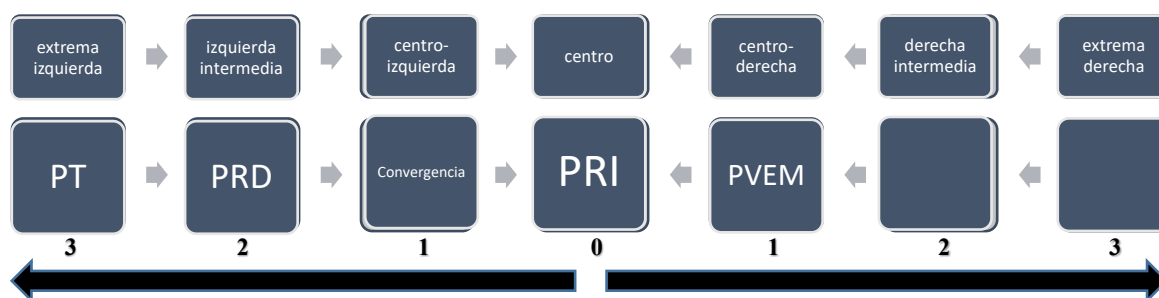 extrema
izquierda
izquierda
intermedia
centro-
izquierda
centro
centro-
derecha
derecha
intermedia
extrema
derecha
PT
PRD
Convergencia
PRI
PVEM
3 2 1 0 1 2 3